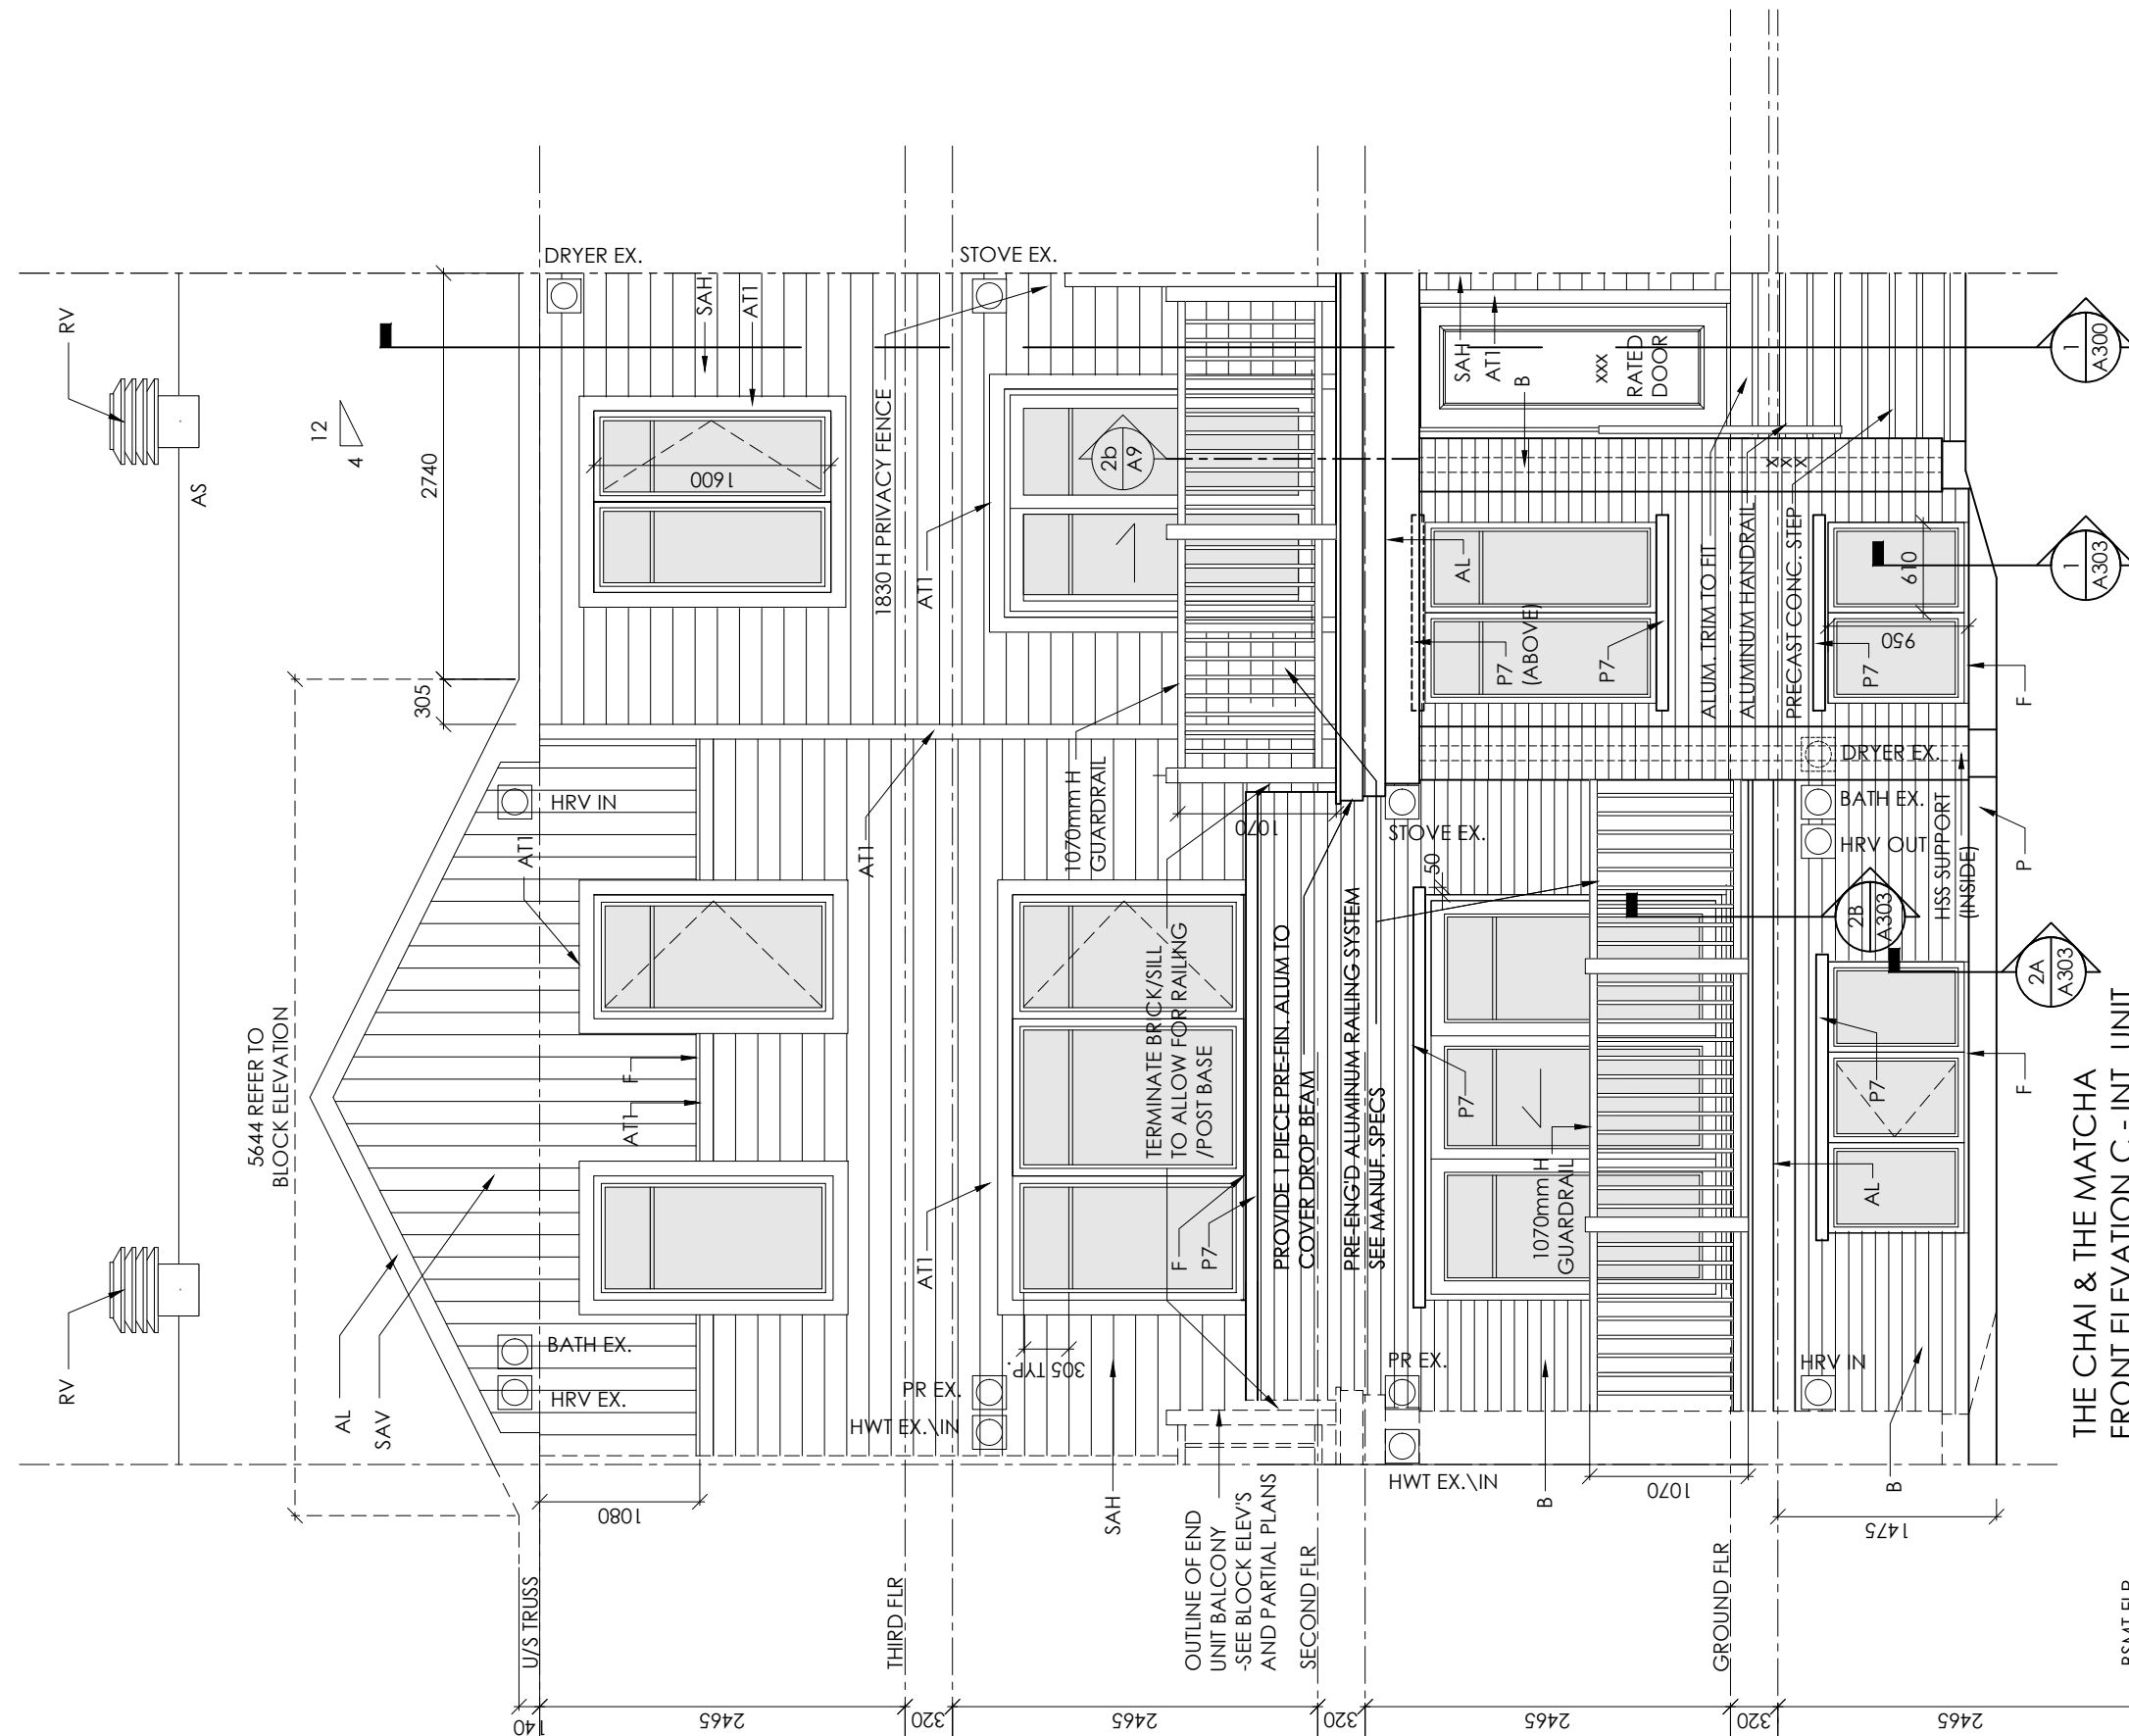 RV
RV
AS
12
4
2740
305
5644 REFER TO
BLOCK ELEVATION
AL
SAV
DRYER EX.
SAH
AT1
1600
HRV IN
AT1
F
AT1
BATH EX.
HRV EX.
1080
140
U/S TRUSS
2465
THIRD FLR
320
STOVE EX.
1830 H PRIVACY FENCE
AT1
AT1
AT1
2b
A9
1070mm H
GUARDRAIL
1070
TERMINATE BRICK/SILL
TO ALLOW FOR RAILING
/POST BASE
F
P7
305 TYP.
PR EX.
HWT EX.\IN
SAH
OUTLINE OF END
UNIT BALCONY
-SEE BLOCK ELEV'S
AND PARTIAL PLANS
2465
SECOND FLR
320
PROVIDE 1 PIECE PRE-FIN. ALUM TO
COVER DROP BEAM
PRE-ENG'D ALUMINUM RAILING SYSTEM
SEE MANUF. SPECS
STOVE EX.
50
SAH
AT1
B
xxx
RATED
DOOR
AL
P7
(ABOVE)
P7
P7
1070mm H
GUARDRAIL
PR EX.
HWT EX.\IN
B
1070
2465
GROUND FLR
320
ALUM. TRIM TO FIT
ALUMINUM HANDRAIL
PRECAST CONC. STEP
xxx
P7
950
610
F
DRYER EX.
BATH EX.
HRV OUT
HSS SUPPORT
(INSIDE)
P
2B
A303
P7
AL
F
HRV IN
B
1475
2465
1
A300
1
A303
2A
A303
THE CHAI & THE MATCHA
FRONT ELEVATION C - INT. UNIT
BSMT FLR